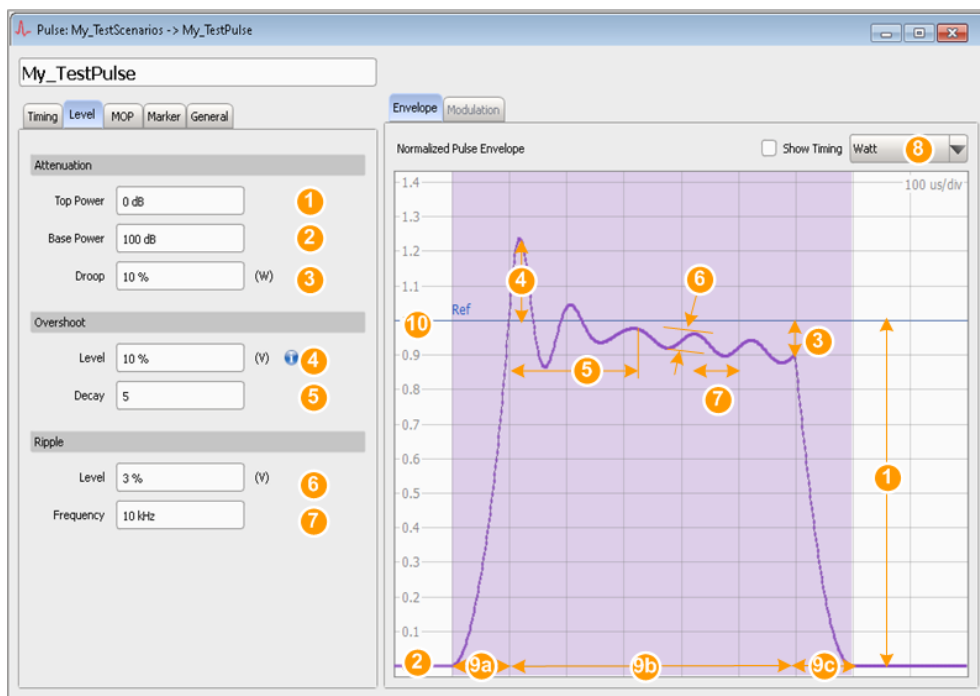 Pulse: My_TestScenarios -> My_TestPulse
My_TestPulse
Timing Level MOP Marker General
Attenuation
Top Power 0 dB 1
Base Power 100 dB 2
Droop 10 % (W) 3
Overshoot
Level 10 % (V) i 4
Decay 5 5
Ripple
Level 3 % (V) 6
Frequency 10 kHz 7
Envelope Modulation
Normalized Pulse Envelope Show Timing Watt 8
1.4 100 us/div
1.3
1.2
4 6
1.1
Ref
10
3
0.9
5
0.8 7
0.7
0.6
1
0.5
0.4
0.3
0.2
0.1
2 9a 9b 9c